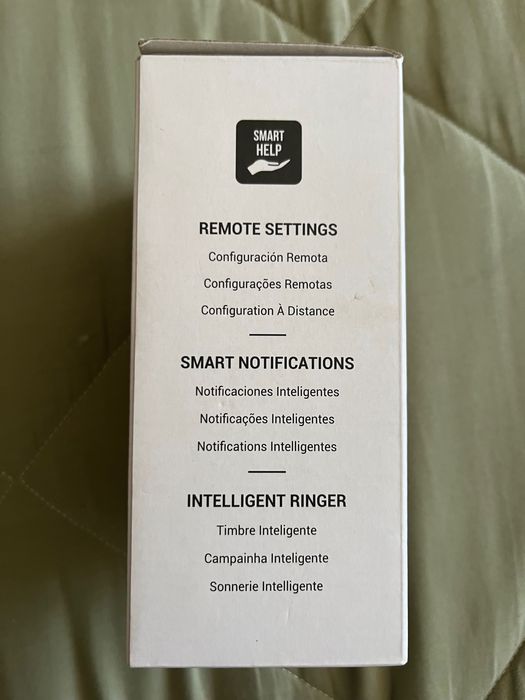 SMART
HELP
REMOTE SETTINGS
Configuración Remota
Configurações Remotas
Configuration À Distance
SMART NOTIFICATIONS
Notificaciones Inteligentes
Notificações Inteligentes
Notifications Intelligentes
INTELLIGENT RINGER
Timbre Inteligente
Campainha Inteligente
Sonnerie Intelligente